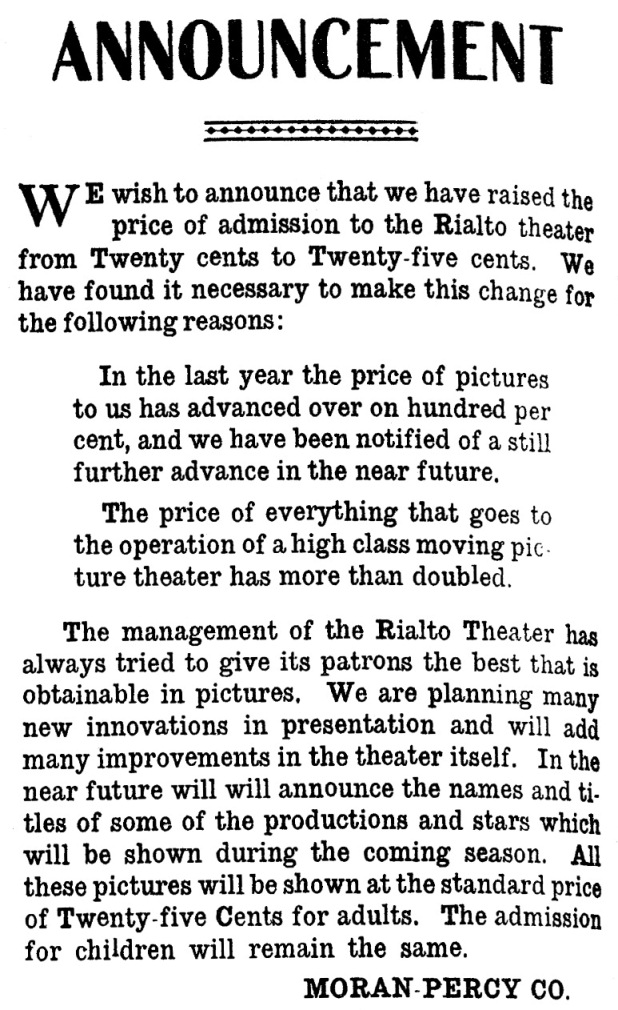 ANNOUNCEMENT
WE wish to announce that we have raised the
price of admission to the Rialto theater
from Twenty cents to Twenty-five cents. We
have found it necessary to make this change for
the following reasons:
In the last year the price of pictures
to us has advanced over on hundred per
cent, and we have been notified of a still
further advance in the near future.
The price of everything that goes to
the operation of a high class moving pic-
ture theater has more than doubled.
The management of the Rialto Theater has
always tried to give its patrons the best that is
obtainable in pictures. We are planning many
new innovations in presentation and will add
many improvements in the theater itself. In the
near future will will announce the names and ti-
tles of some of the productions and stars which
will be shown during the coming season. All
these pictures will be shown at the standard price
of Twenty-five Cents for adults. The admission
for children will remain the same.
MORAN-PERCY CO.